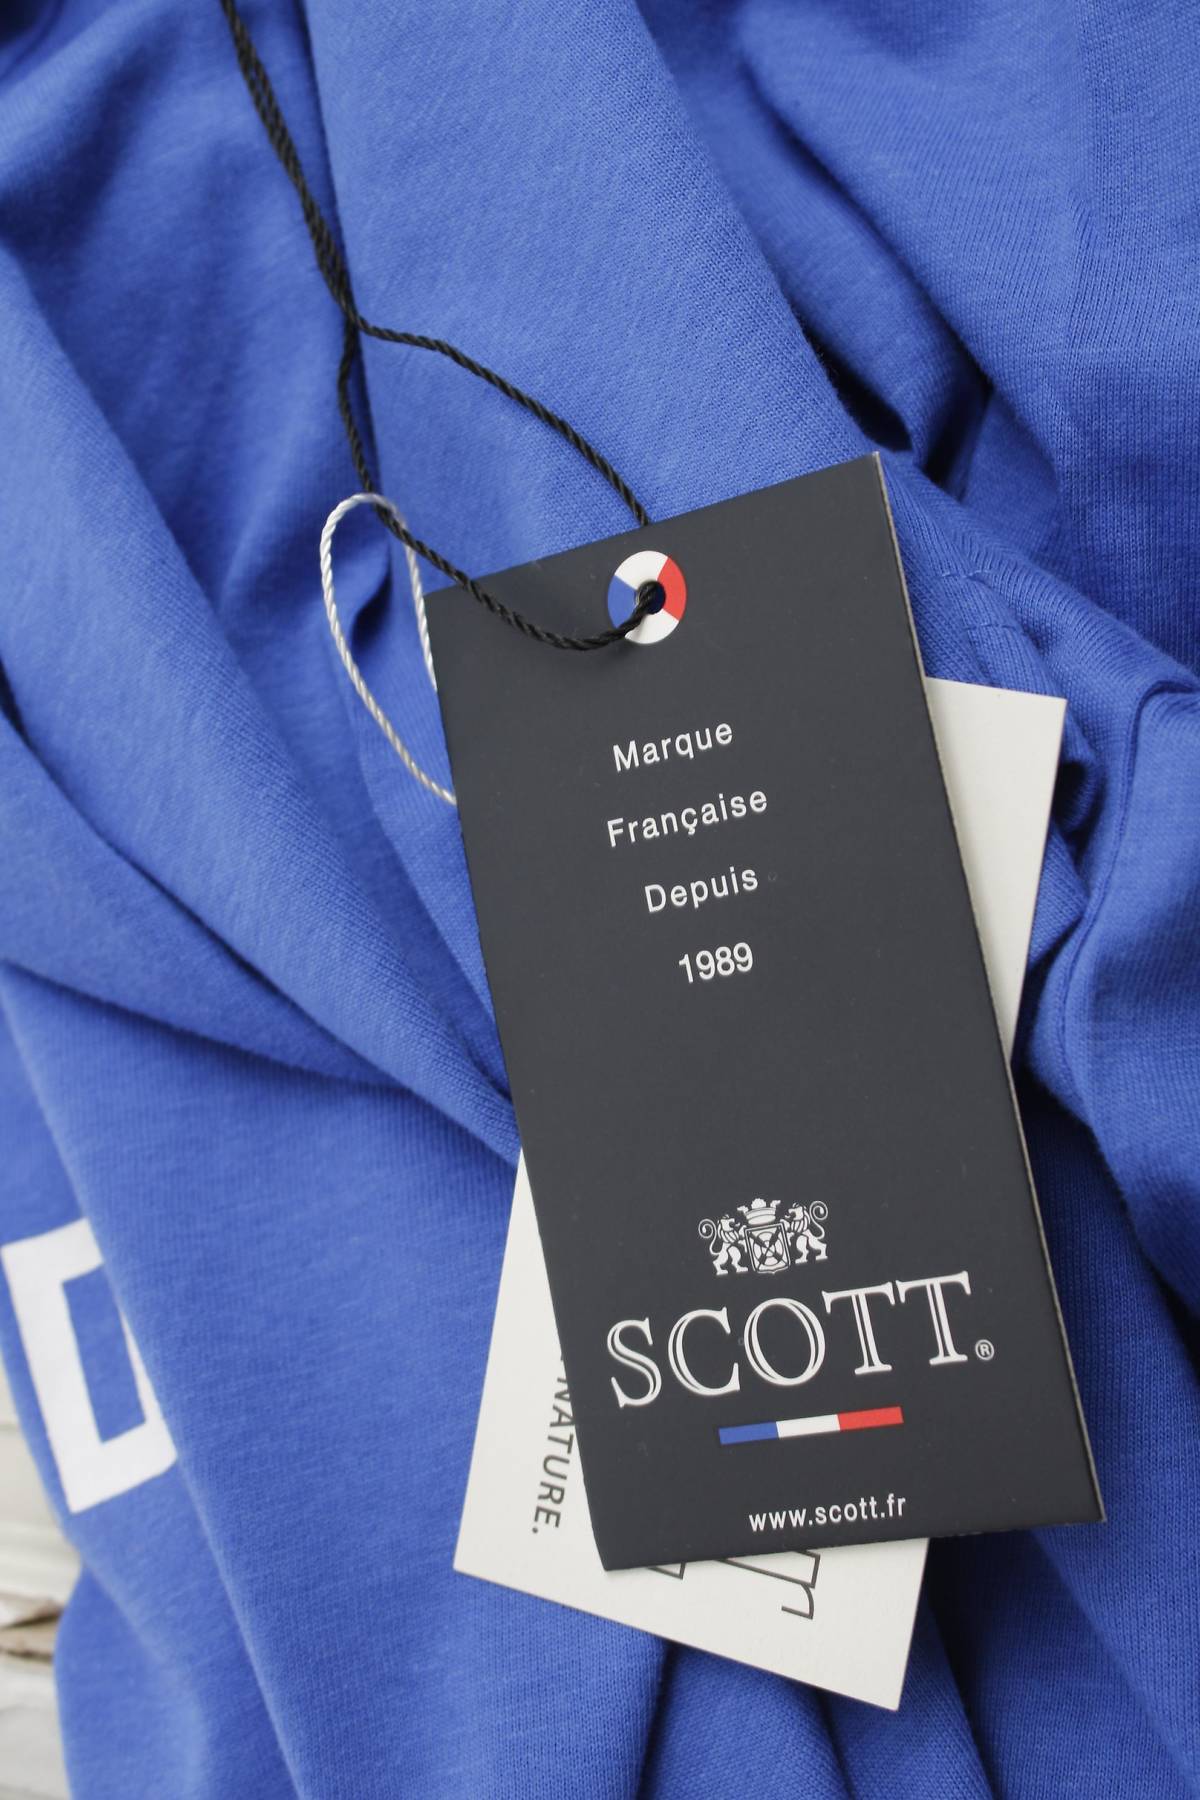 Marque
Française
Depuis
1989
SCOTT®
www.scott.fr
NATURE.